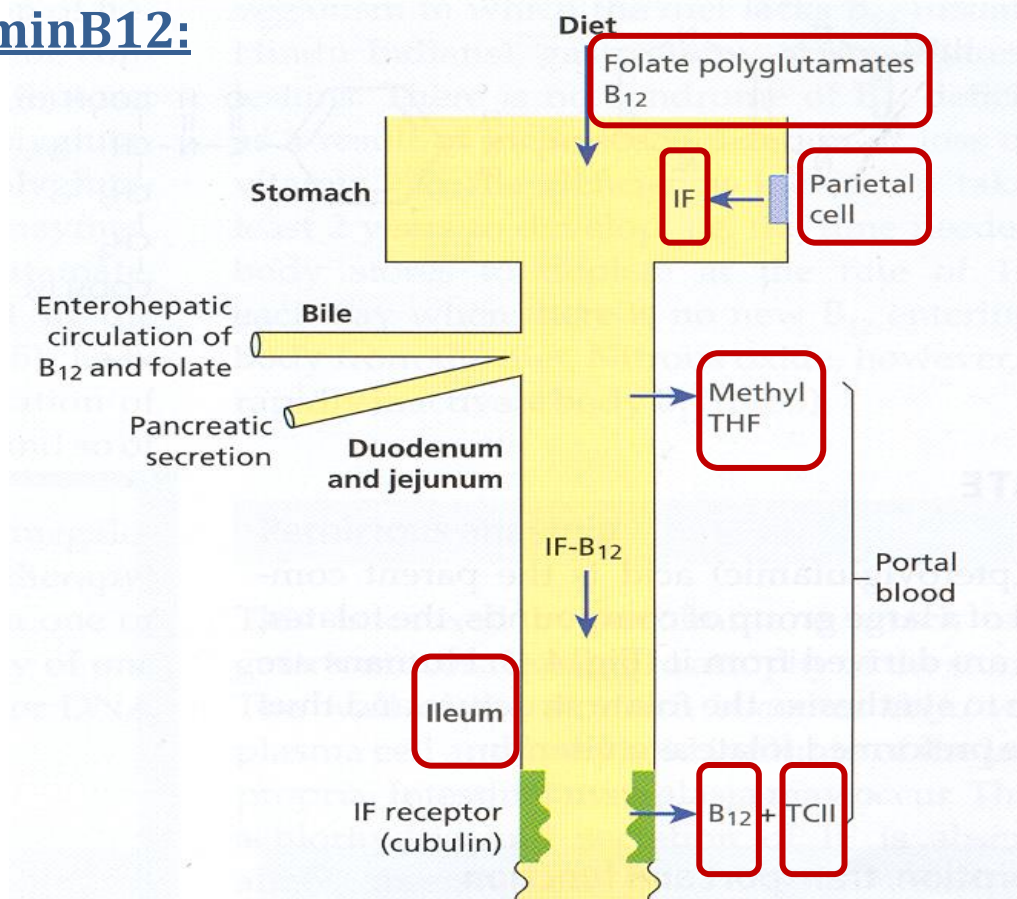 minB12:
Diet
Folate polyglutamates
B12
Stomach
IF
Parietal
cell
Enterohepatic
circulation of
B12 and folate
Bile
Methyl
THF
Pancreatic
secretion
Duodenum
and jejunum
IF-B12
Portal
blood
Ileum
IF receptor
(cubulin)
B12 + TCII